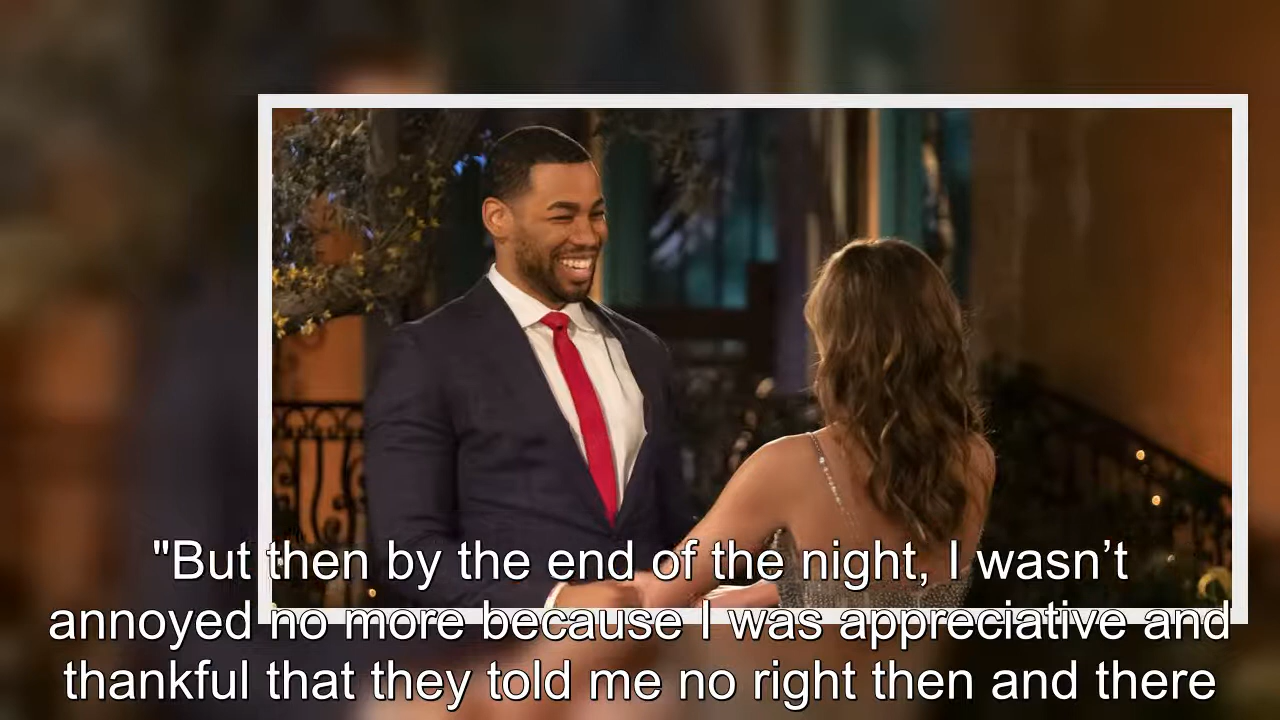 "But then by the end of the night, I wasn’t
annoyed no more because I was appreciative and
thankful that they told me no right then and there